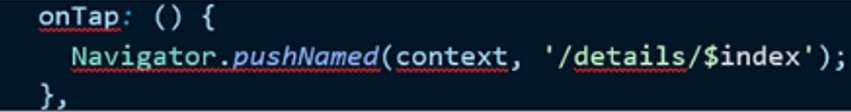 onTap: () {
Navigator.pushNamed(context, '/details/$index');
},